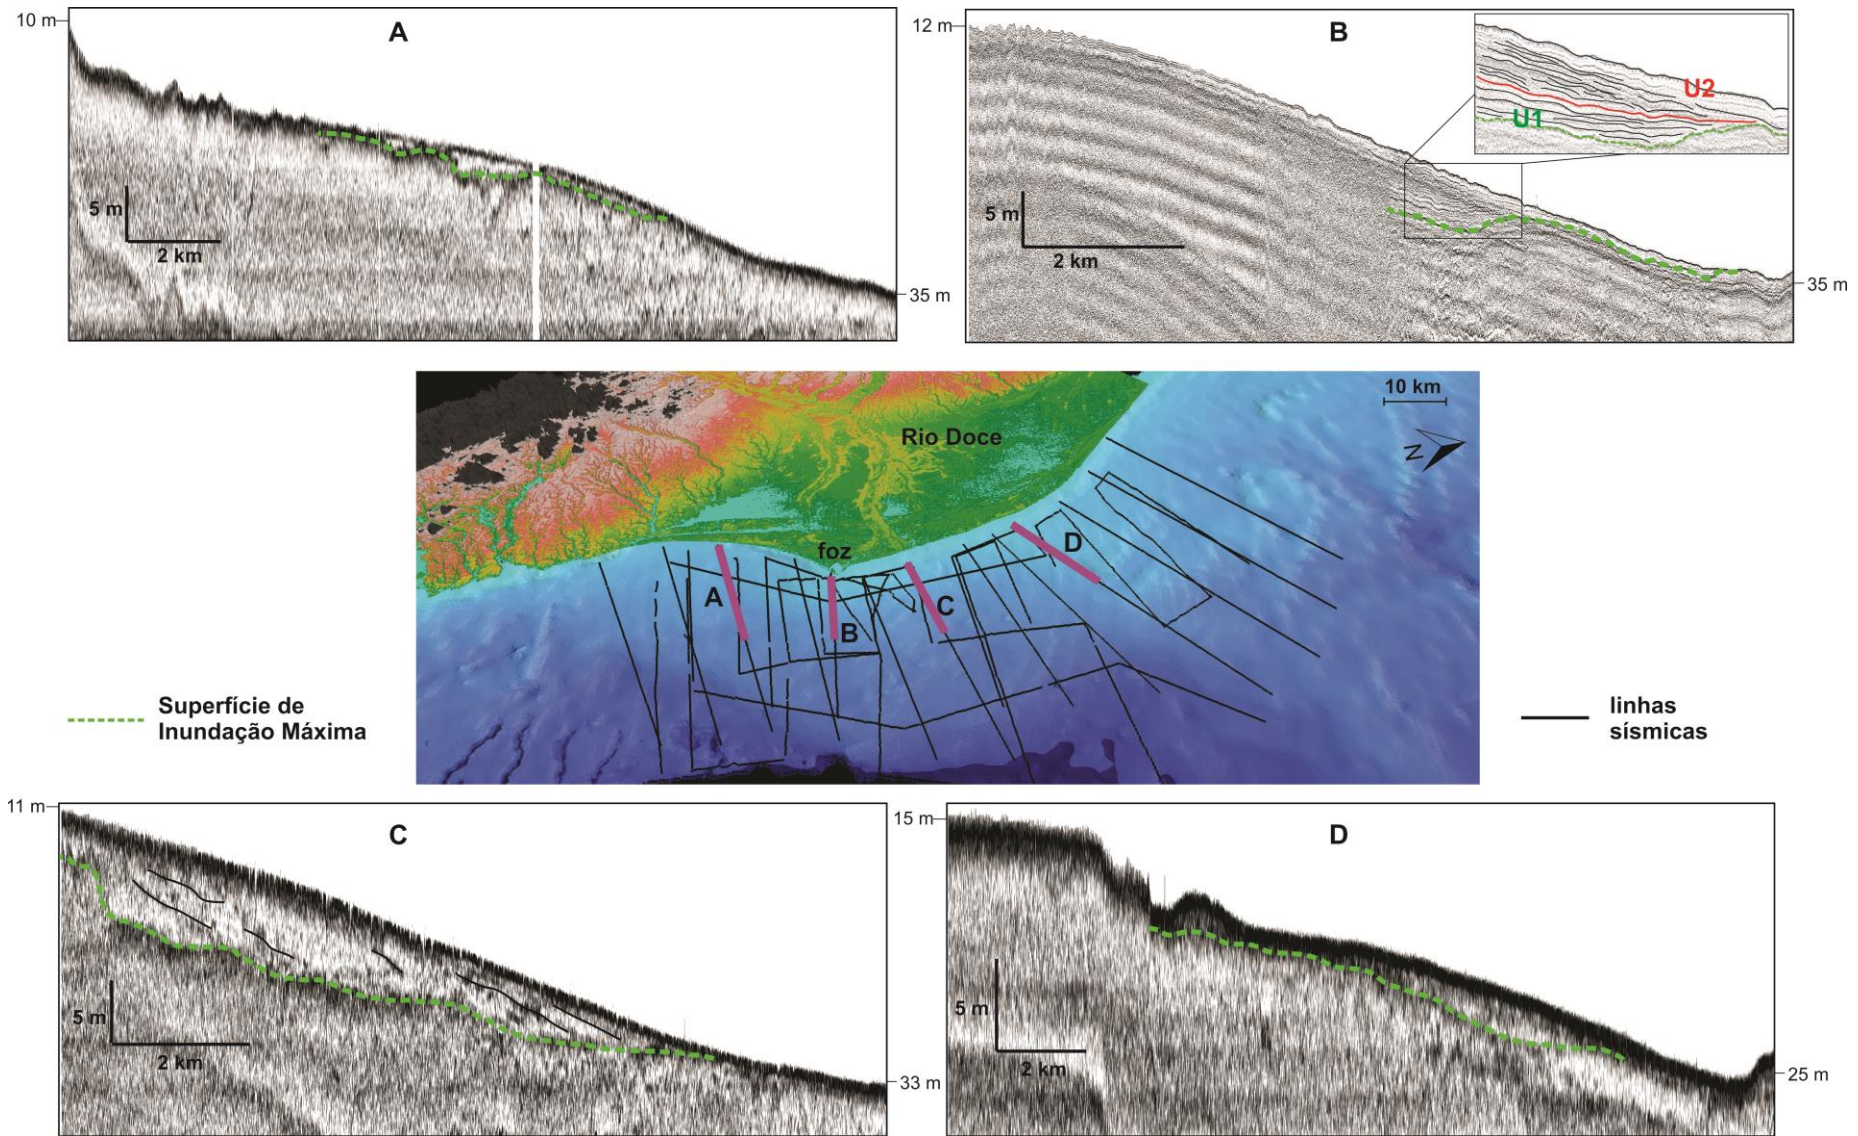 10 m
A
5 m
2 km
35 m
12 m
B
U2
U1
5 m
2 km
35 m
10 km
N
Rio Doce
foz
A
B
C
D
Superfície de
Inundação Máxima
linhas
sísmicas
11 m
C
5 m
2 km
33 m
15 m
D
5 m
2 km
25 m